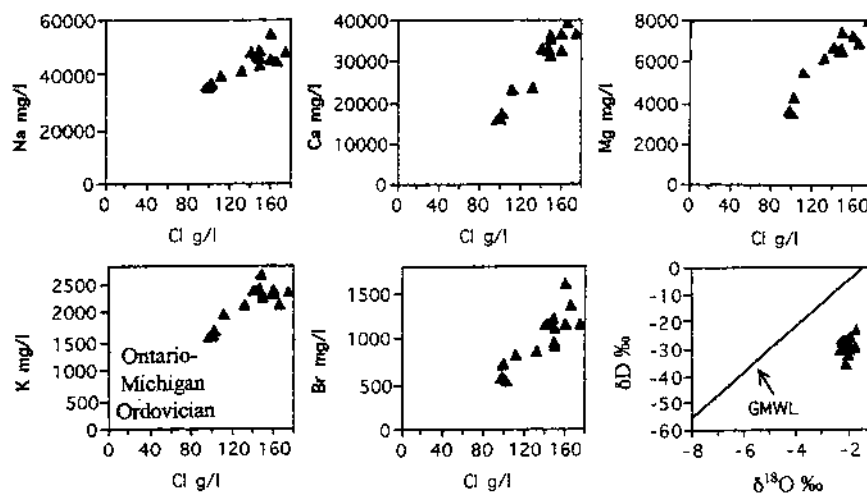 60000
40000
20000
0
Na mg/l
0 40 80 120 160
Cl g/l
40000
30000
20000
10000
0
Ca mg/l
0 40 80 120 160
Cl g/l
8000
6000
4000
2000
0
Mg mg/l
0 40 80 120 160
Cl g/l
2500
2000
1500
500
0
K mg/l
Ontario-
Michigan
Ordovician
0 40 80 120 160
Cl g/l
1500
1000
500
0
Br mg/l
0 40 80 120 160
Cl g/l
0
-10
-20
-30
-40
-50
-60
δD ‰
GMWL
-8 -6 -4 -2
δ¹⁸O ‰